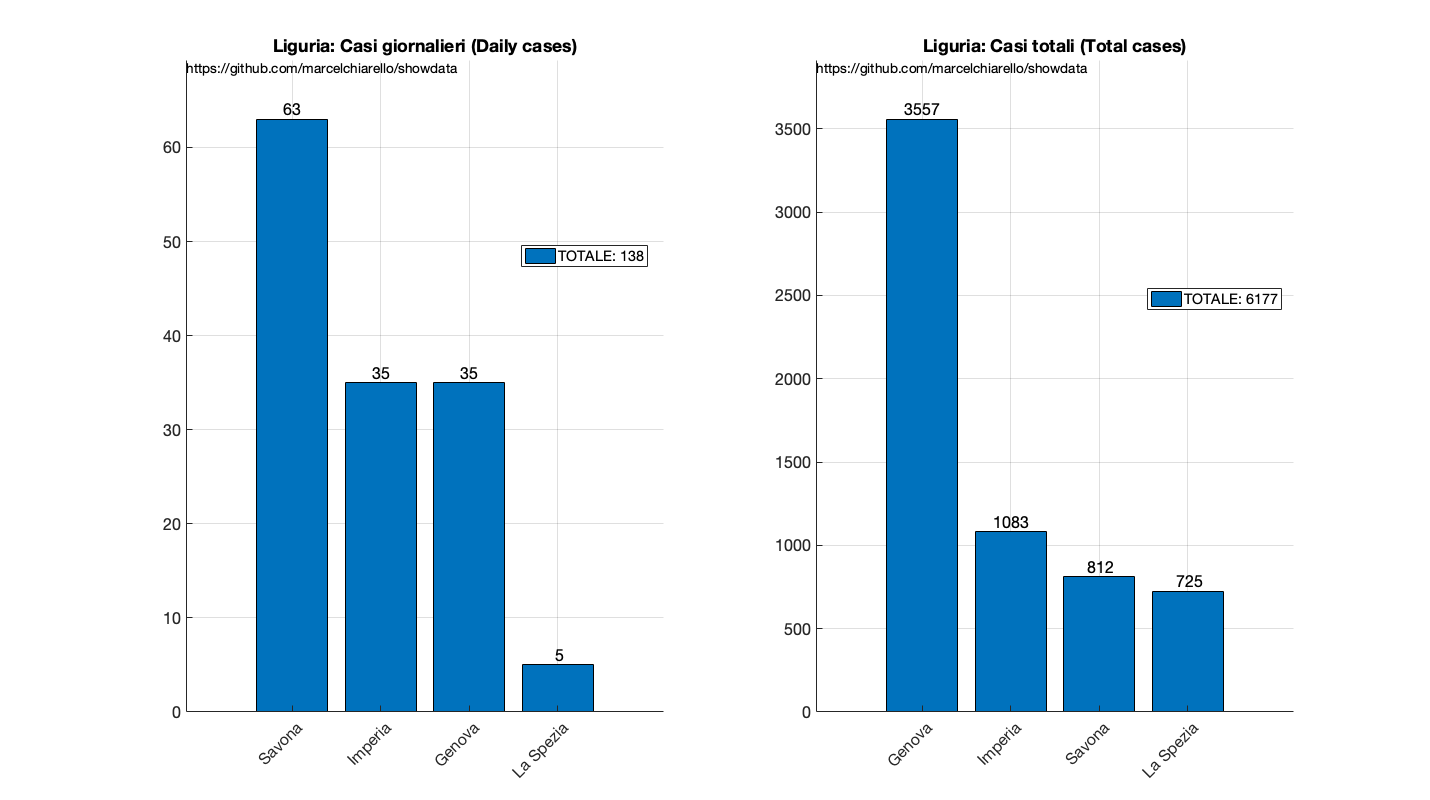 Liguria: Casi giornalieri (Daily cases)
https://github.com/marcelchiarello/showdata
63
60
50
TOTALE: 138
40
35
35
30
20
10
5
0
Savona
Imperia
Genova
La Spezia
Liguria: Casi totali (Total cases)
https://github.com/marcelchiarello/showdata
3557
3500
3000
2500
TOTALE: 6177
2000
1500
1083
1000
812
725
500
0
Genova
Imperia
Savona
La Spezia